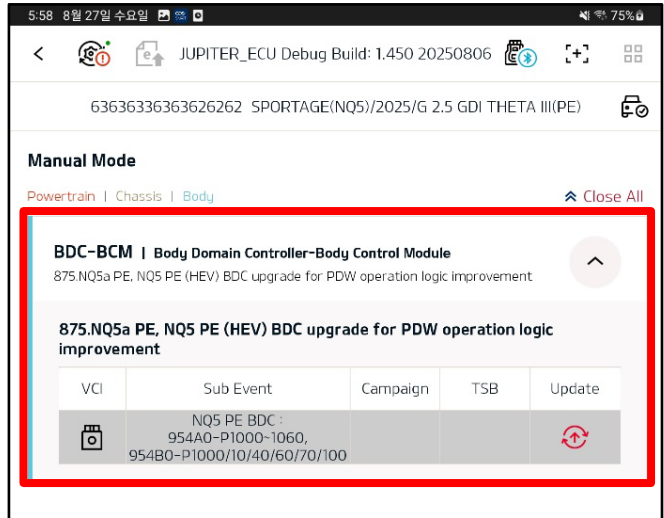 5:58 8월 27일 수요일 75%
JUPITER_ECU Debug Build: 1.450 20250806
63636336363626262 SPORTAGE(NQ5)/2025/G 2.5 GDI THETA III(PE)
Manual Mode
Powertrain | Chassis | Body Close All
BDC-BCM | Body Domain Controller-Body Control Module
875.NQ5a PE, NQ5 PE (HEV) BDC upgrade for PDW operation logic improvement
875.NQ5a PE, NQ5 PE (HEV) BDC upgrade for PDW operation logic
improvement
VCI Sub Event Campaign TSB Update
NQ5 PE BDC :
954A0-P1000~1060,
954B0-P1000/10/40/60/70/100